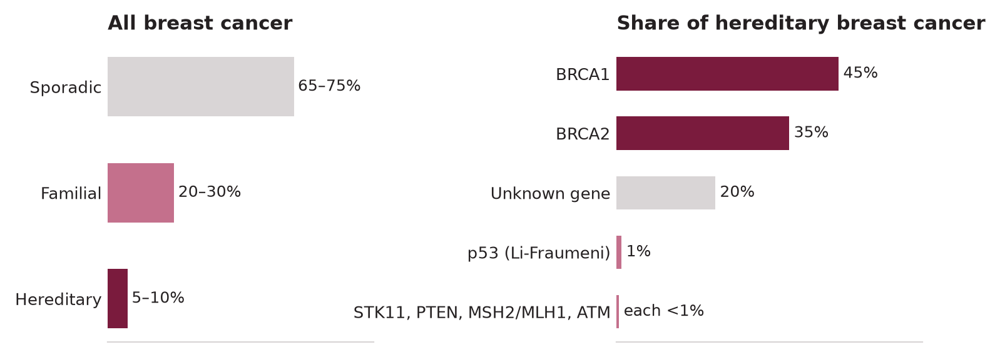 All breast cancer
Sporadic
65–75%
Familial
20–30%
Hereditary
5–10%
Share of hereditary breast cancer
BRCA1
45%
BRCA2
35%
Unknown gene
20%
p53 (Li-Fraumeni)
1%
STK11, PTEN, MSH2/MLH1, ATM
each <1%